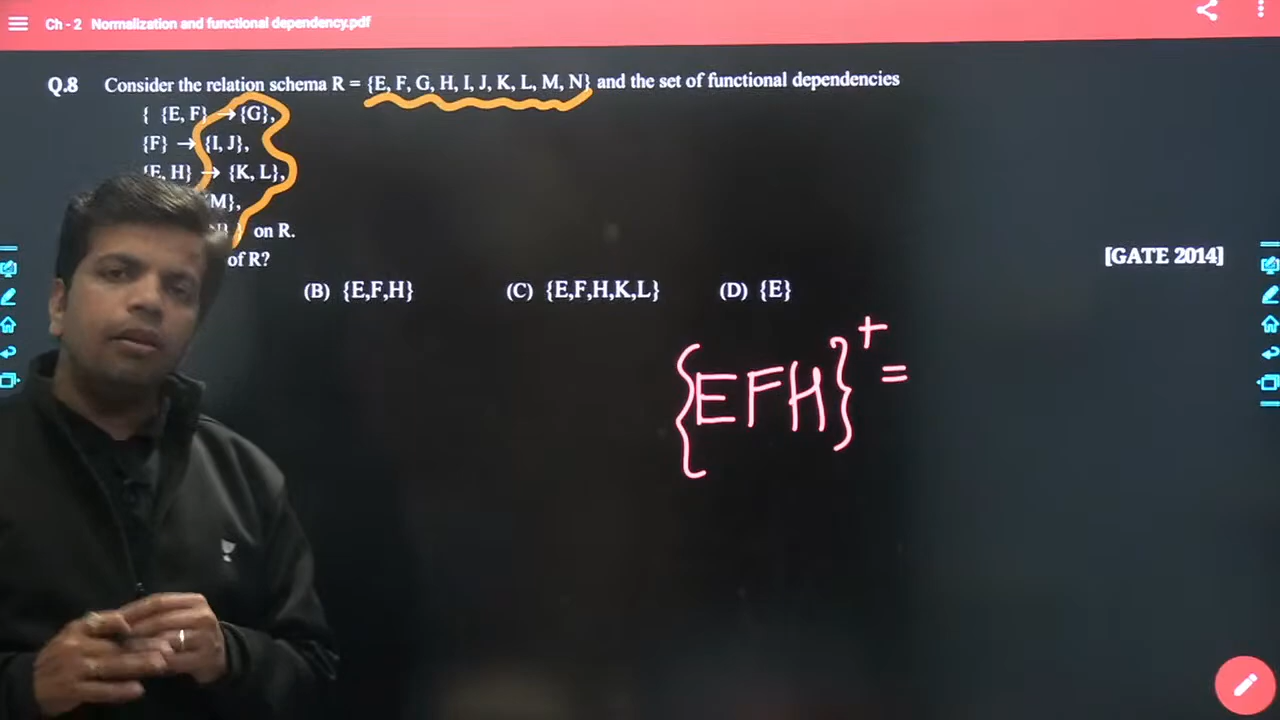 Ch - 2 Normalization and functional dependency.pdf
Q.8 Consider the relation schema R = {E, F, G, H, I, J, K, L, M, N} and the set of functional dependencies
{ {E, F} → {G},
{F} → {I, J},
{E, H} → {K, L},
M},
} on R.
of R?
[GATE 2014]
(B) {E,F,H} (C) {E,F,H,K,L} (D) {E}
{EFH}⁺ =